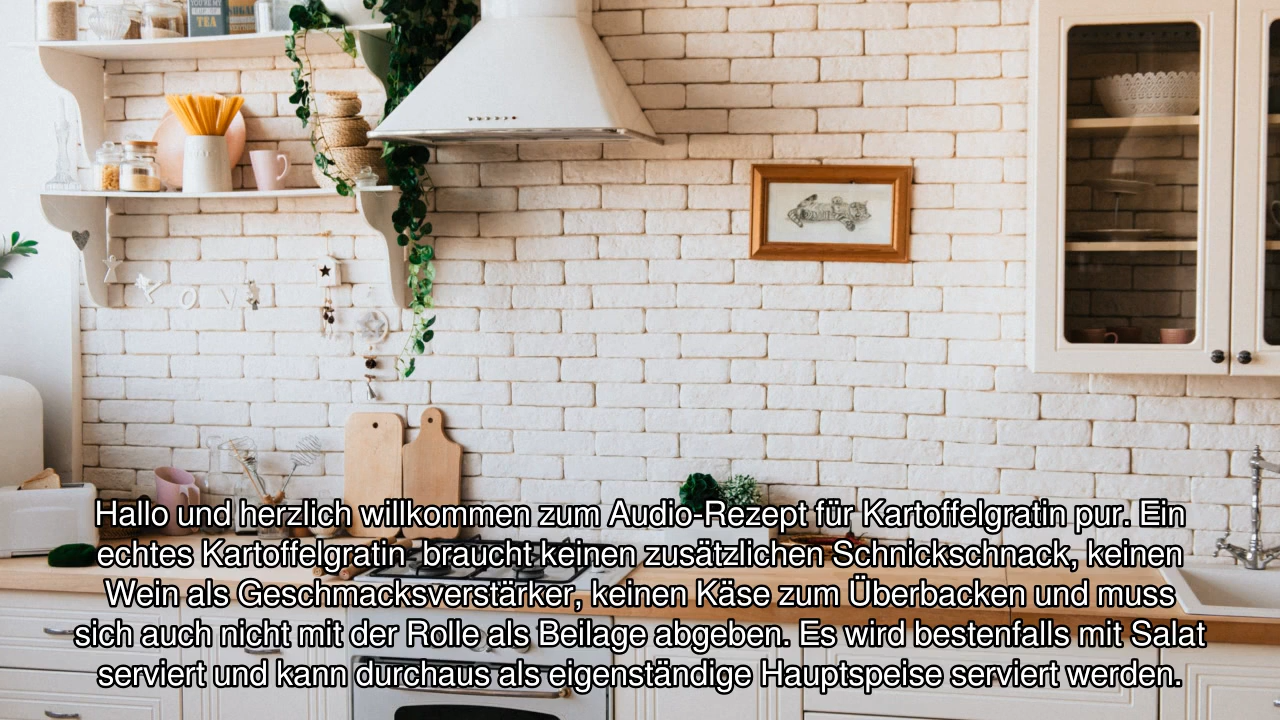 TEA
Hallo und herzlich willkommen zum Audio-Rezept für Kartoffelgratin pur. Ein
echtes Kartoffelgratin  braucht keinen zusätzlichen Schnickschnack, keinen
Wein als Geschmacksverstärker, keinen Käse zum Überbacken und muss
sich auch nicht mit der Rolle als Beilage abgeben. Es wird bestenfalls mit Salat
serviert und kann durchaus als eigenständige Hauptspeise serviert werden.